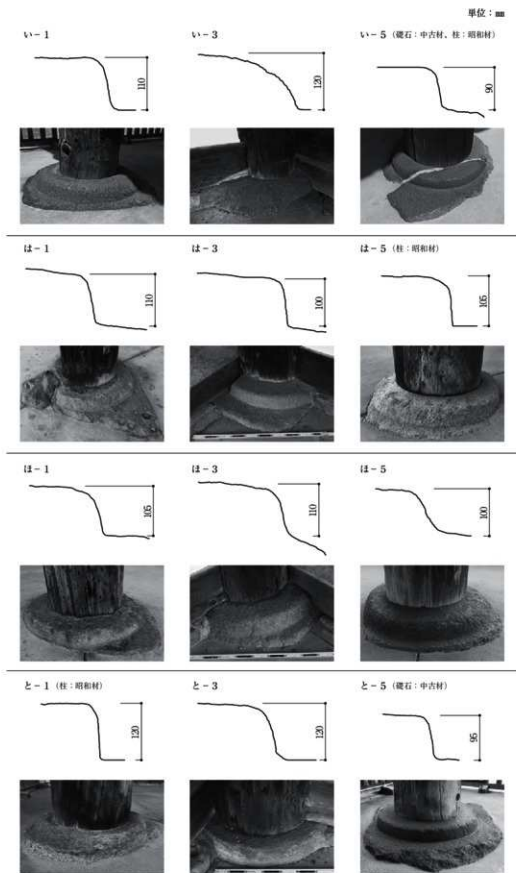 単位：㎜
い-1 い-3 い-5（礎石：中古材、柱：昭和材）
110 120 90
は-1 は-3 は-5（柱：昭和材）
110 100 105
ほ-1 ほ-3 ほ-5
105 110 100
と-1（柱：昭和材） と-3 と-5（礎石：中古材）
120 120 95